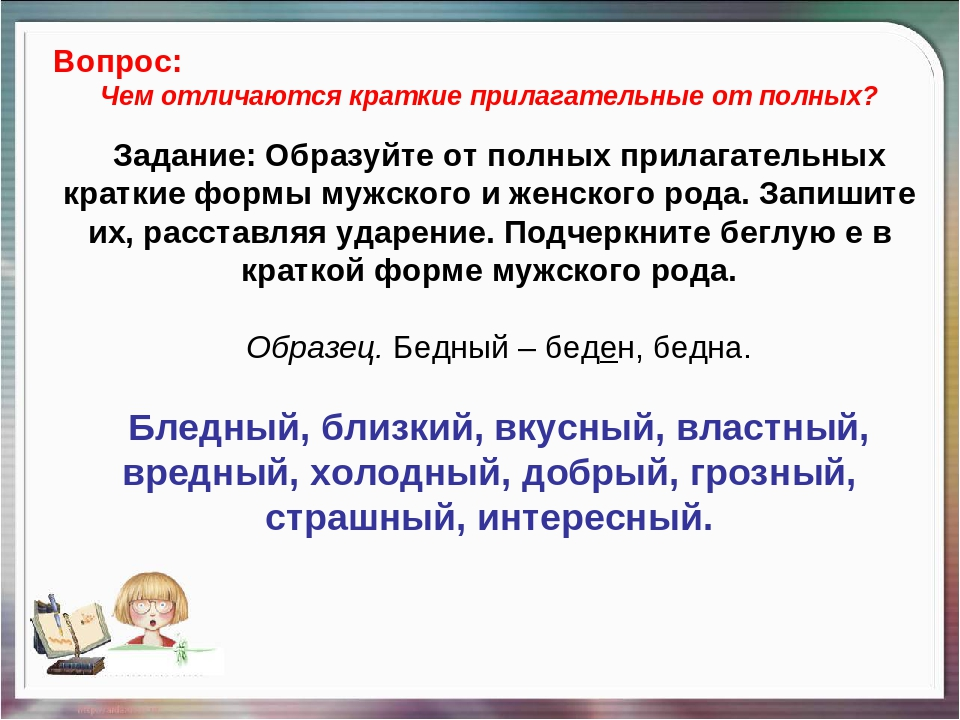 Вопрос:
Чем отличаются краткие прилагательные от полных?
Задание: Образуйте от полных прилагательных
краткие формы мужского и женского рода. Запишите
их, расставляя ударение. Подчеркните беглую е в
краткой форме мужского рода.
Образец. Бедный – беден, бедна.
Бледный, близкий, вкусный, властный,
вредный, холодный, добрый, грозный,
страшный, интересный.